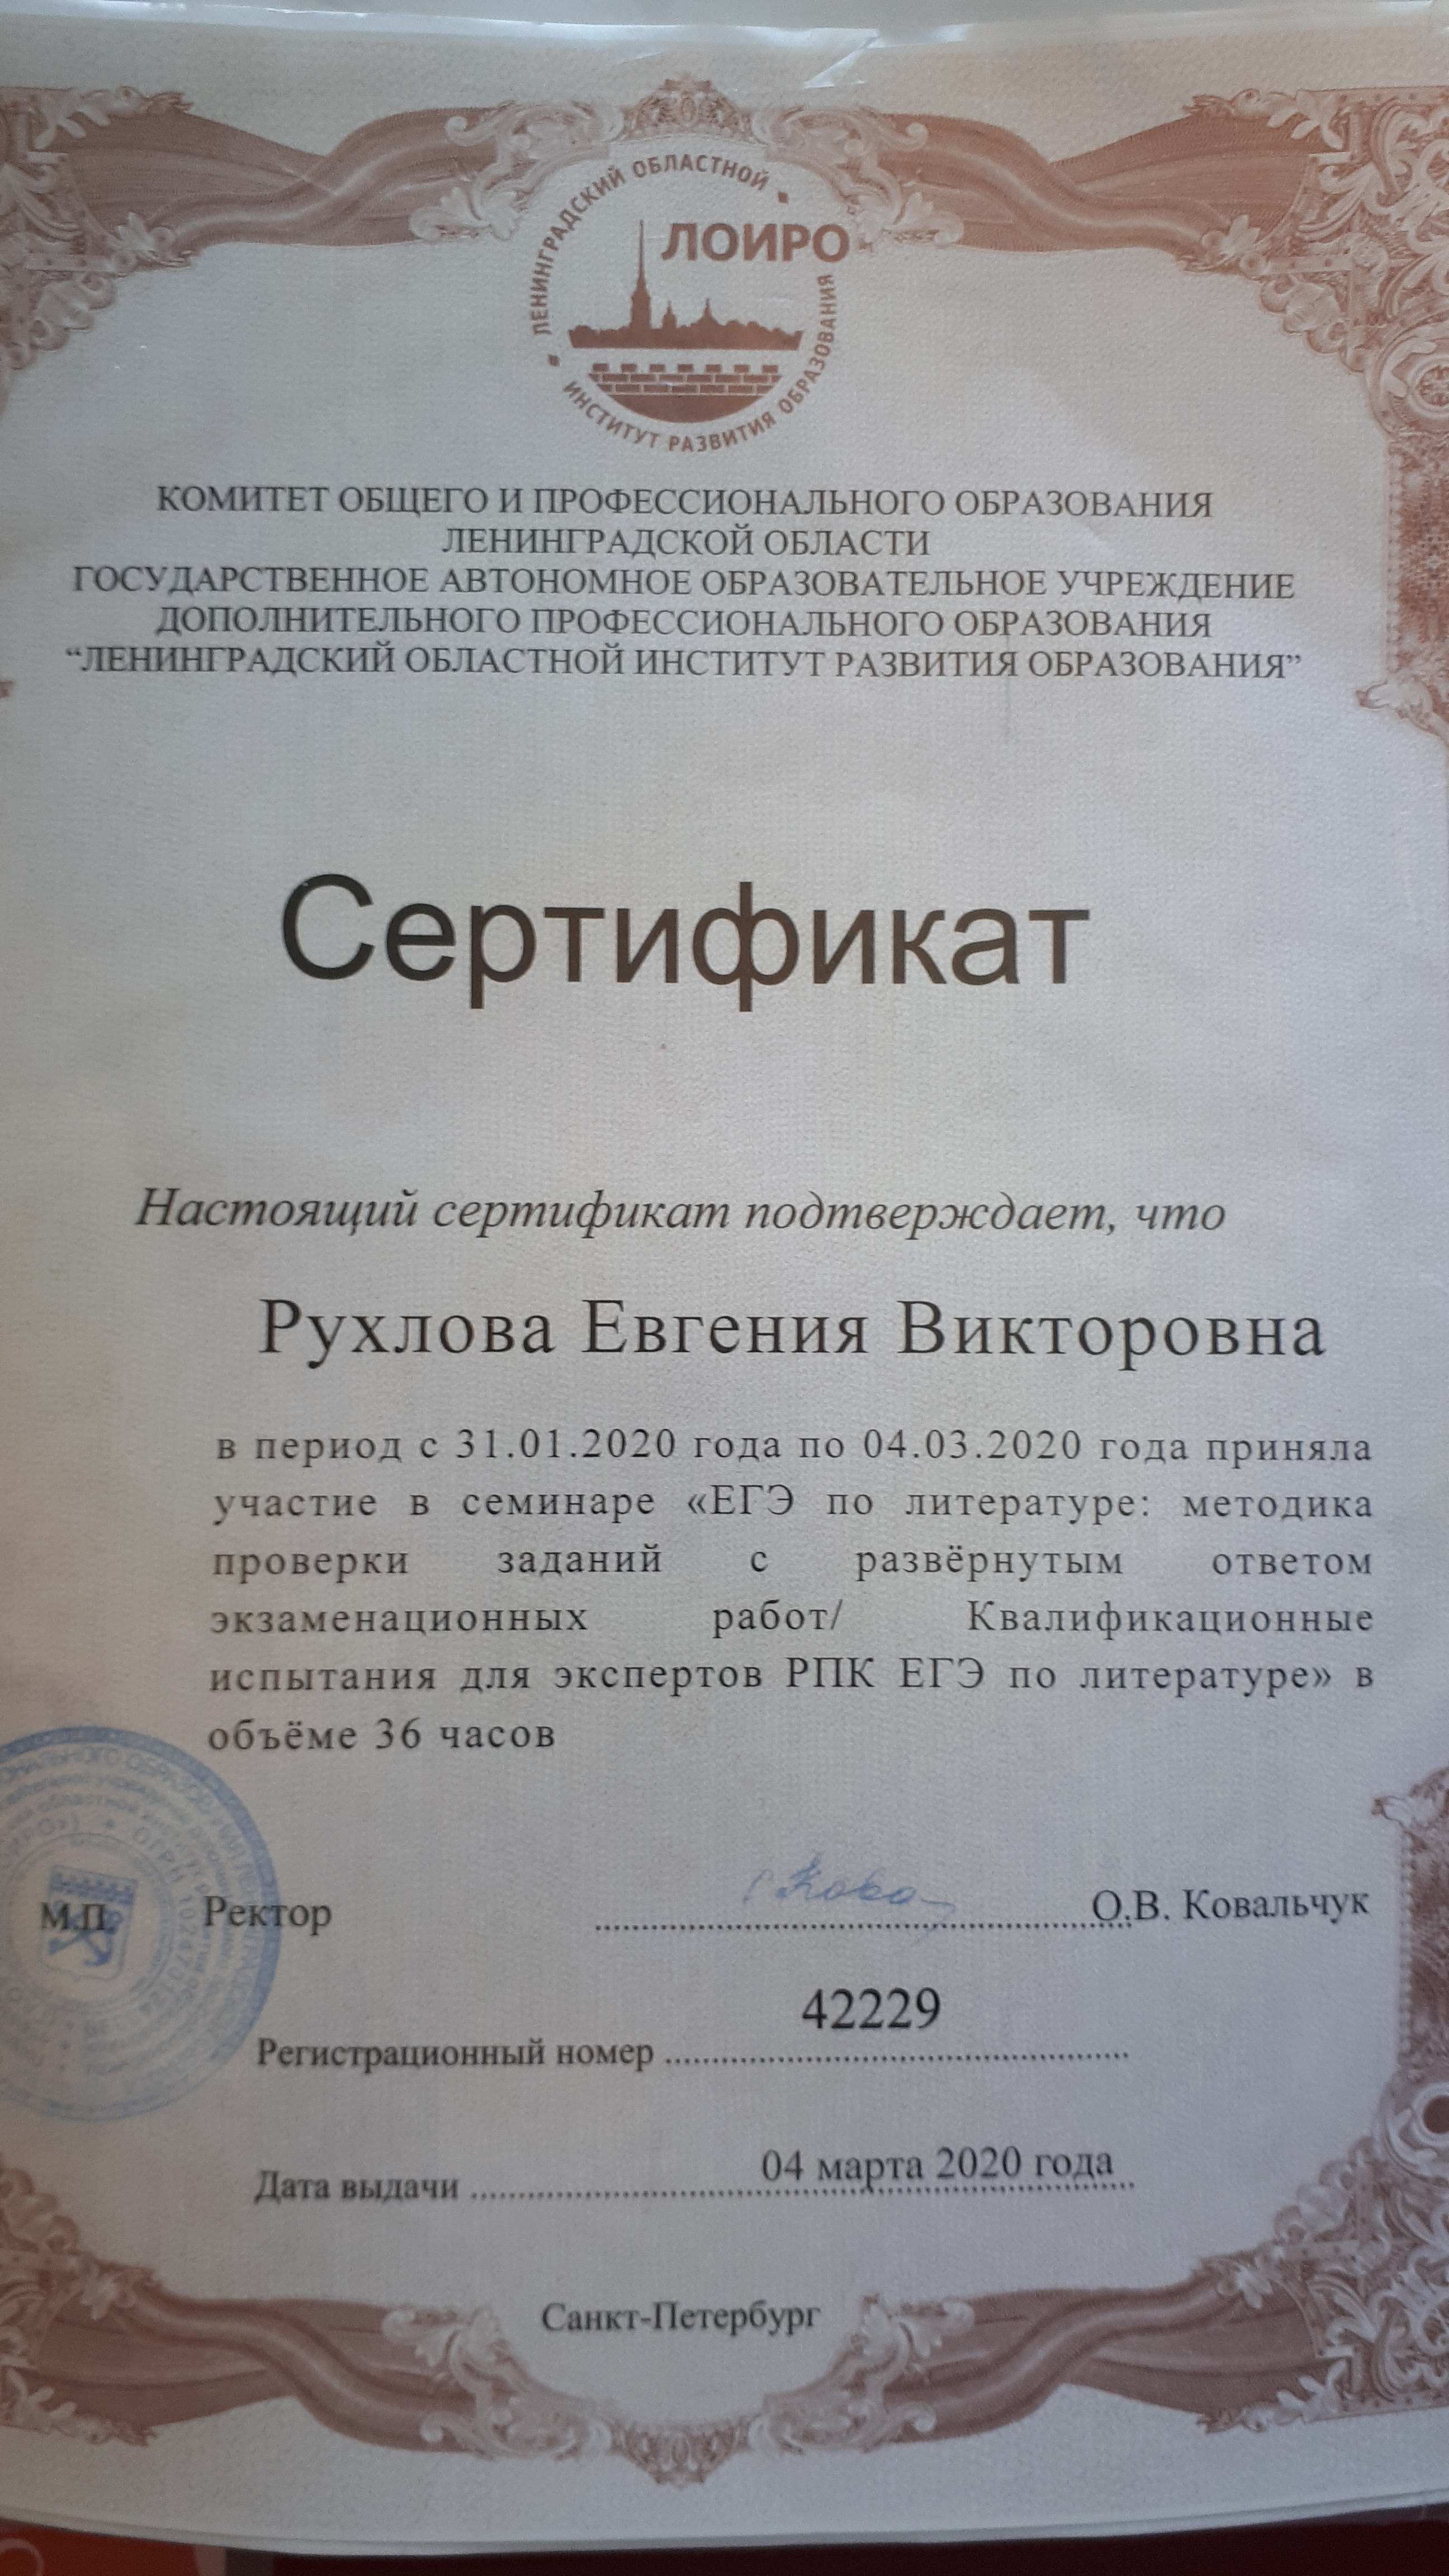 ЛЕНИНГРАДСКИЙ ОБЛАСТНОЙ
ЛОИРО
ИНСТИТУТ РАЗВИТИЯ ОБРАЗОВАНИЯ
КОМИТЕТ ОБЩЕГО И ПРОФЕССИОНАЛЬНОГО ОБРАЗОВАНИЯ
ЛЕНИНГРАДСКОЙ ОБЛАСТИ
ГОСУДАРСТВЕННОЕ АВТОНОМНОЕ ОБРАЗОВАТЕЛЬНОЕ УЧРЕЖДЕНИЕ
ДОПОЛНИТЕЛЬНОГО ПРОФЕССИОНАЛЬНОГО ОБРАЗОВАНИЯ
“ЛЕНИНГРАДСКИЙ ОБЛАСТНОЙ ИНСТИТУТ РАЗВИТИЯ ОБРАЗОВАНИЯ”
Сертификат
Настоящий сертификат подтверждает, что
Рухлова Евгения Викторовна
в период с 31.01.2020 года по 04.03.2020 года приняла
участие в семинаре «ЕГЭ по литературе: методика
проверки заданий с развёрнутым ответом
экзаменационных работ/ Квалификационные
испытания для экспертов РПК ЕГЭ по литературе» в
объёме 36 часов
М.П. Ректор О.В. Ковальчук
42229
Регистрационный номер
04 марта 2020 года
Дата выдачи
Санкт-Петербург